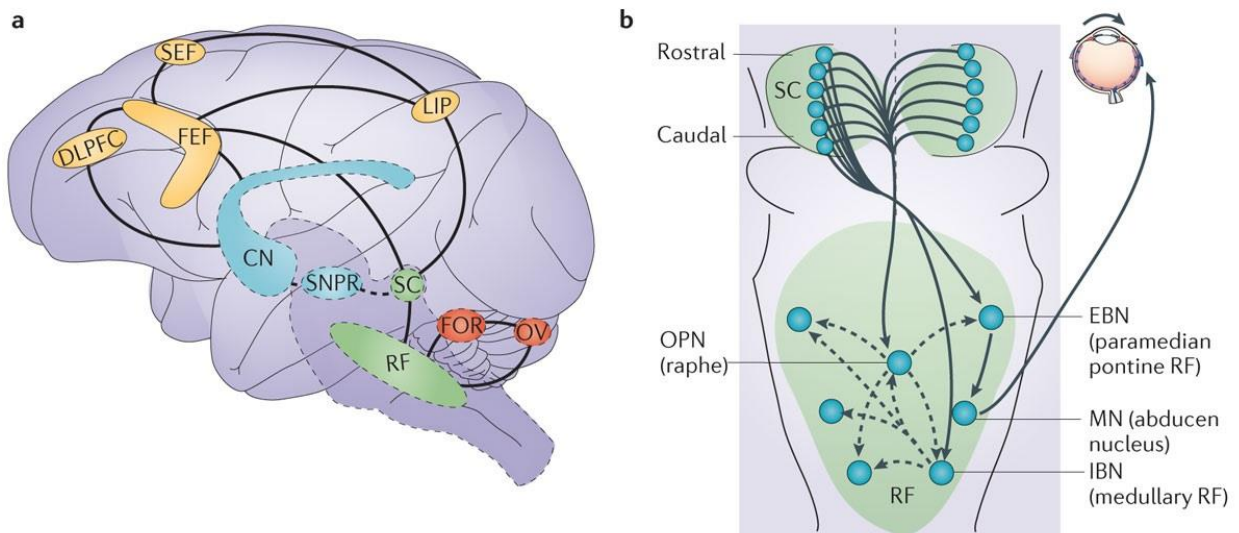 a
SEF
LIP
FEF
DLPFC
CN
SNPR
SC
FOR
OV
RF
b
Rostral
SC
Caudal
OPN
(raphe)
EBN
(paramedian
pontine RF)
MN (abducen
nucleus)
IBN
(medullary RF)
RF